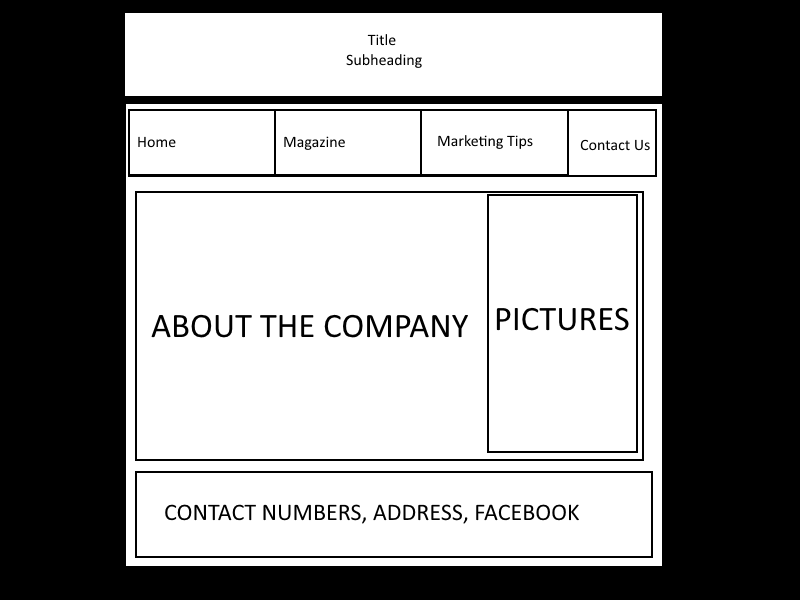 Title
Subheading
Home
Magazine
Marketing Tips
Contact Us
ABOUT THE COMPANY
PICTURES
CONTACT NUMBERS, ADDRESS, FACEBOOK